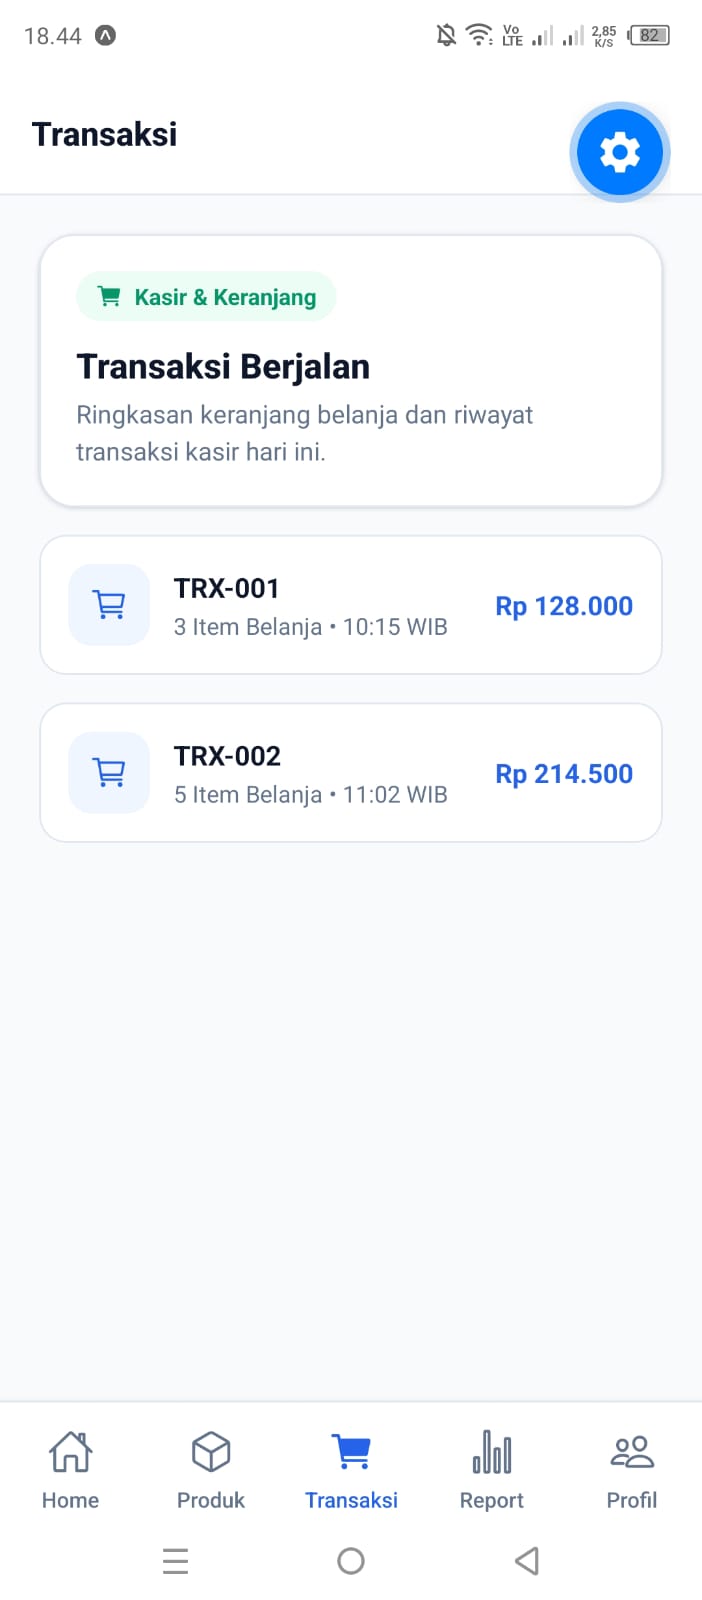 18.44
Vo LTE
2,85 K/S
82
Transaksi
Kasir & Keranjang
Transaksi Berjalan
Ringkasan keranjang belanja dan riwayat
transaksi kasir hari ini.
TRX-001
3 Item Belanja • 10:15 WIB
Rp 128.000
TRX-002
5 Item Belanja • 11:02 WIB
Rp 214.500
Home
Produk
Transaksi
Report
Profil